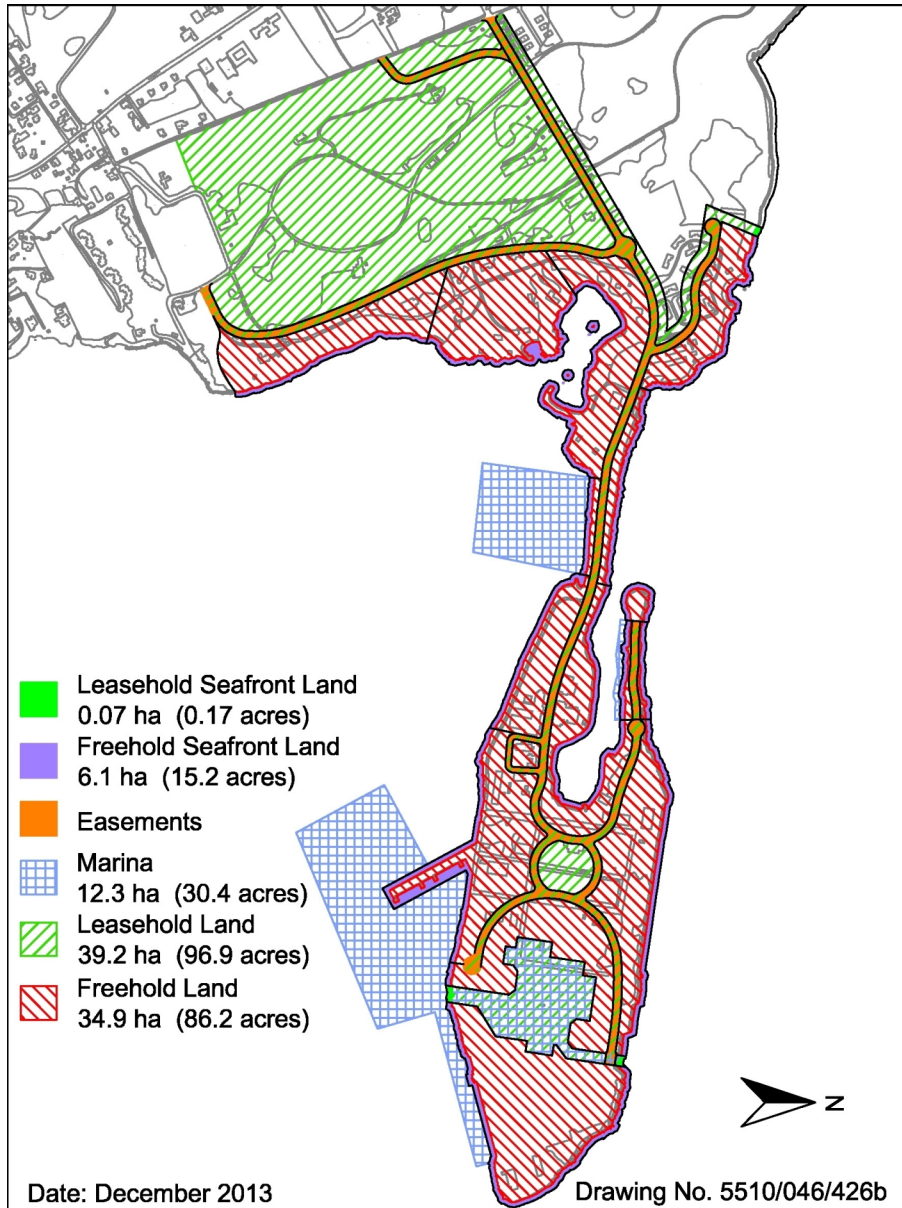 Leasehold Seafront Land
0.07 ha (0.17 acres)
Freehold Seafront Land
6.1 ha (15.2 acres)
Easements
Marina
12.3 ha (30.4 acres)
Leasehold Land
39.2 ha (96.9 acres)
Freehold Land
34.9 ha (86.2 acres)
N
Date: December 2013
Drawing No. 5510/046/426b